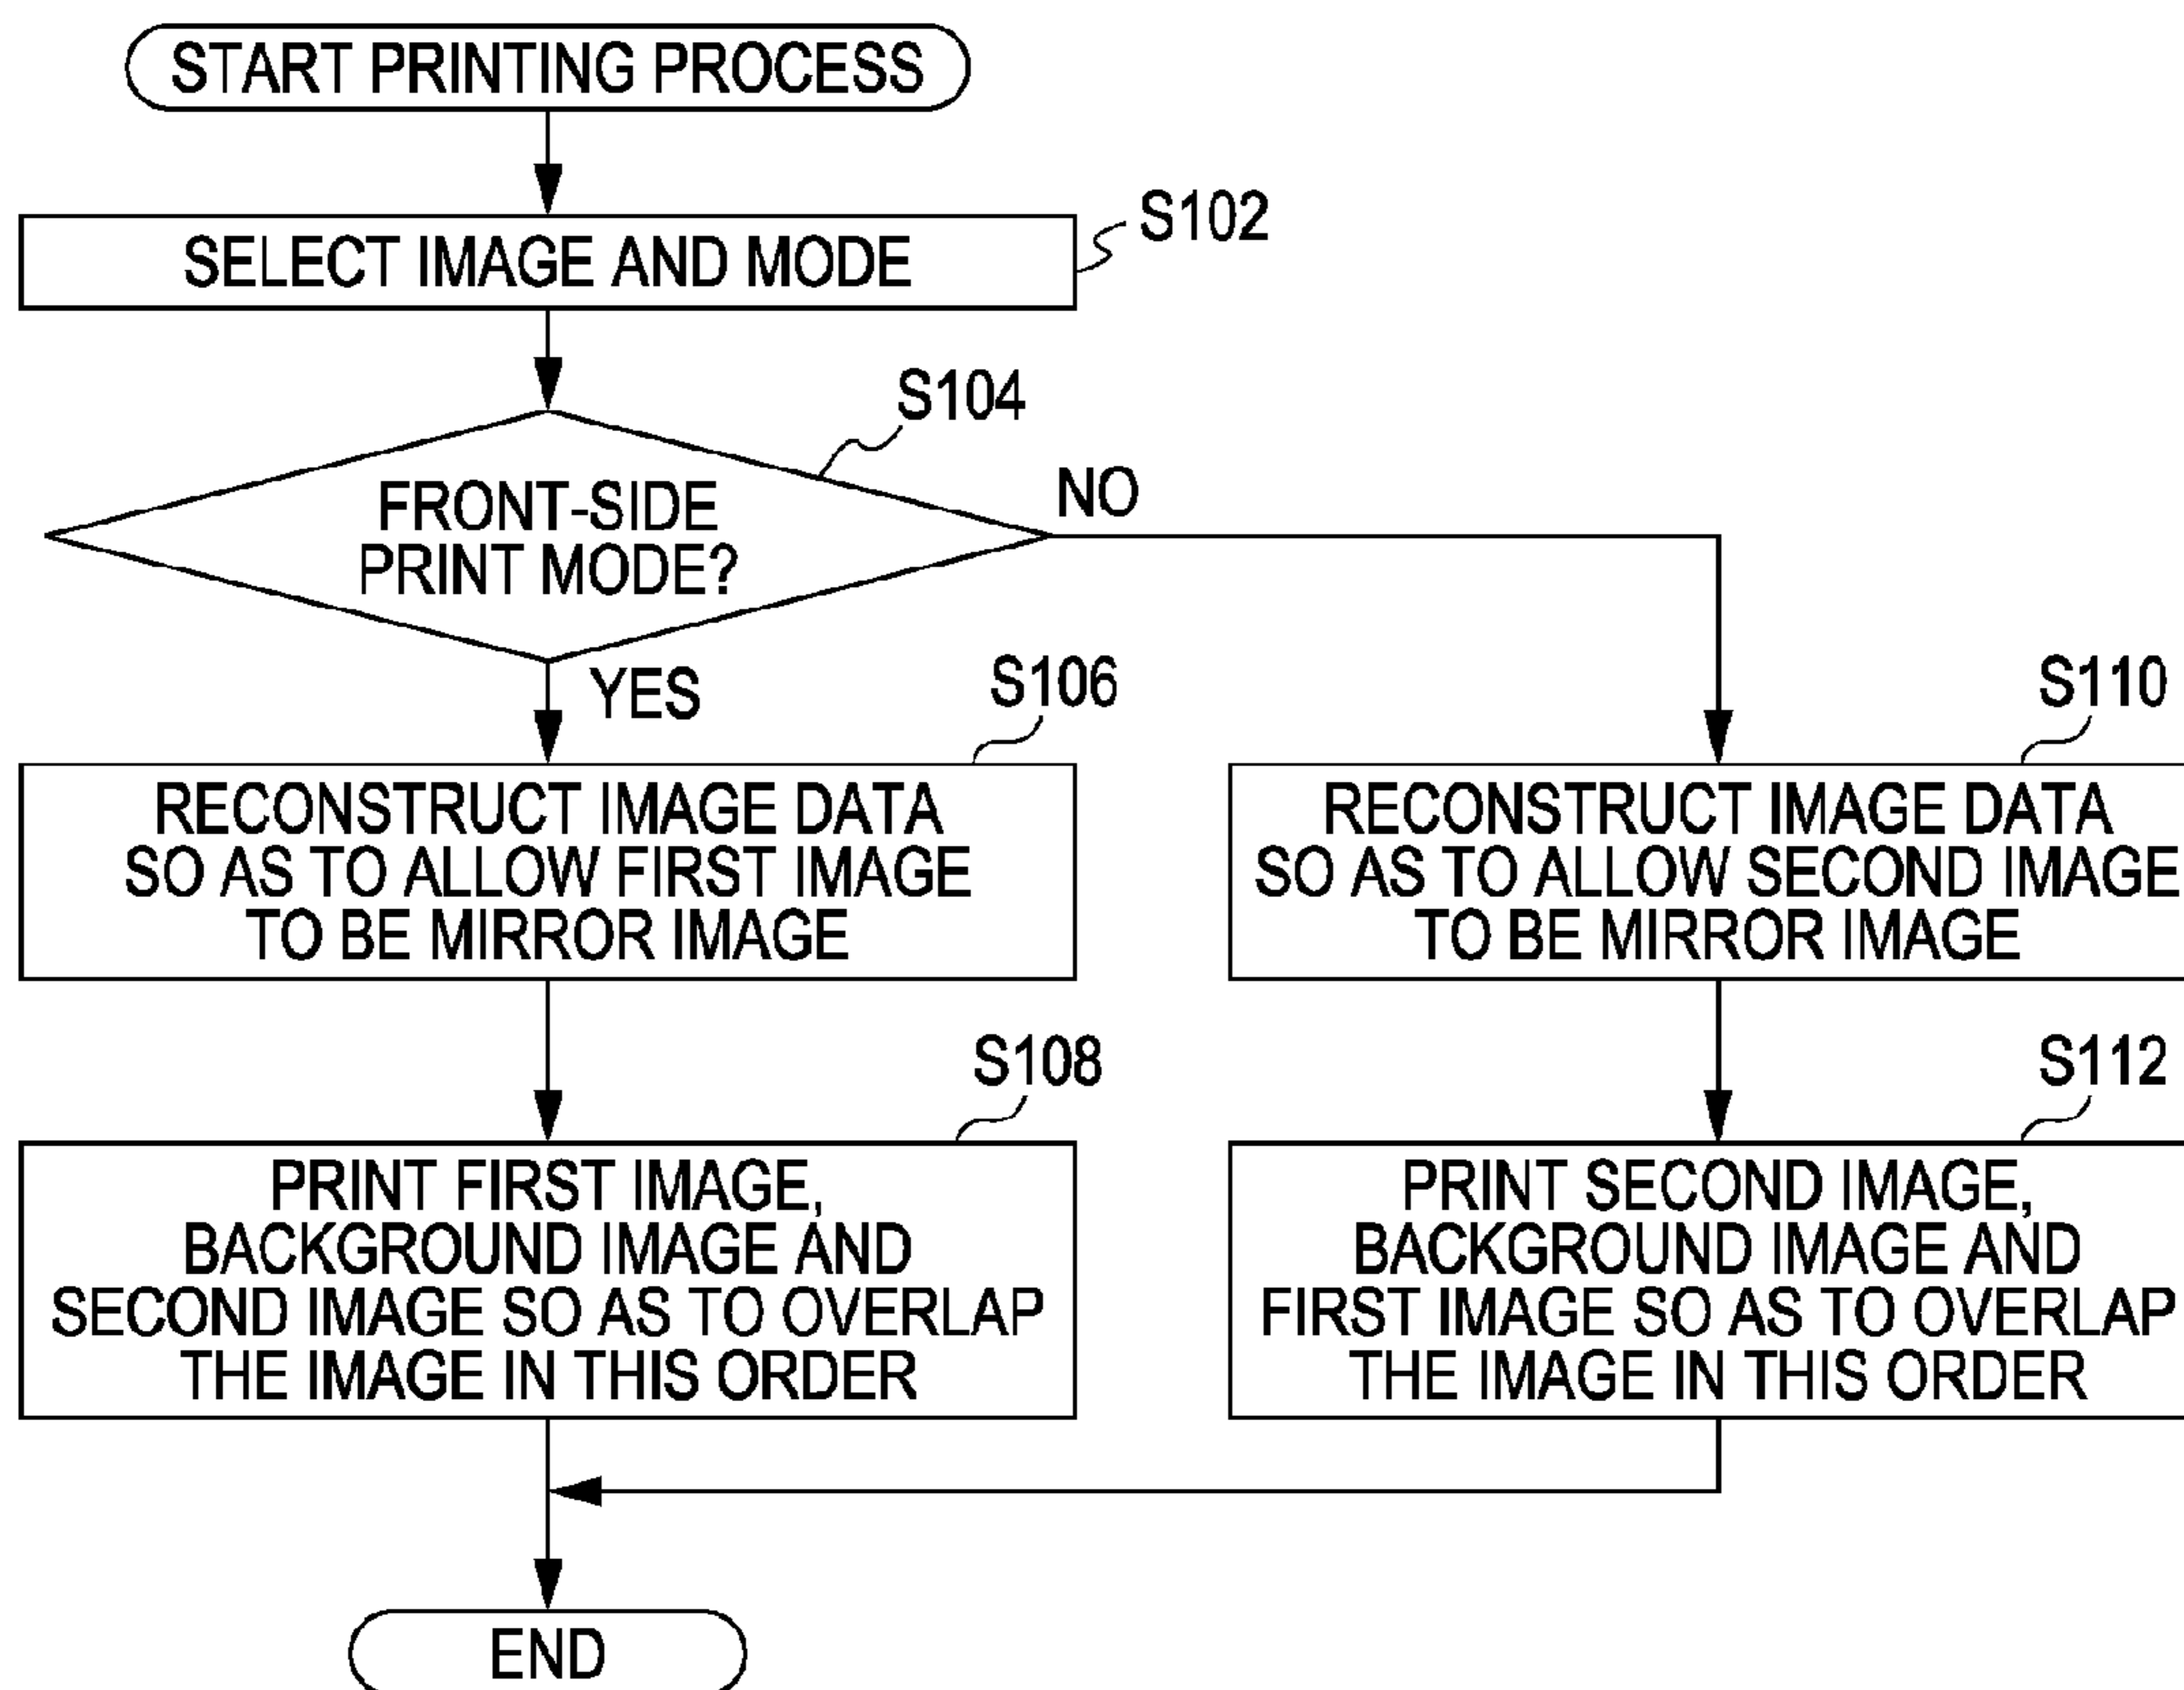 START PRINTING PROCESS
SELECT IMAGE AND MODE
S102
S104
FRONT-SIDE
PRINT MODE?
NO
YES
S106
RECONSTRUCT IMAGE DATA
SO AS TO ALLOW FIRST IMAGE
TO BE MIRROR IMAGE
S110
RECONSTRUCT IMAGE DATA
SO AS TO ALLOW SECOND IMAGE
TO BE MIRROR IMAGE
S108
PRINT FIRST IMAGE,
BACKGROUND IMAGE AND
SECOND IMAGE SO AS TO OVERLAP
THE IMAGE IN THIS ORDER
S112
PRINT SECOND IMAGE,
BACKGROUND IMAGE AND
FIRST IMAGE SO AS TO OVERLAP
THE IMAGE IN THIS ORDER
END